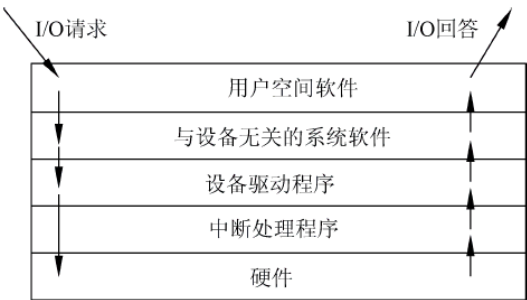 I/O请求
I/O回答
用户空间软件
与设备无关的系统软件
设备驱动程序
中断处理程序
硬件